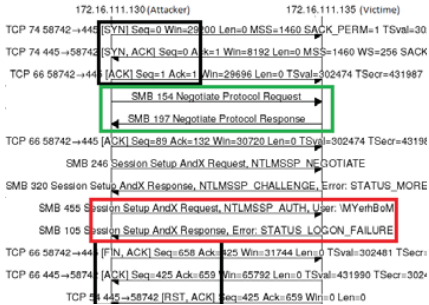 172.16.111.130(Attacker) 172.16.111.135 (Victime)
TCP 74 58742→445 [SYN] Seq=0 Win=29200 Len=0 MSS=1460 SACK_PERM=1 TSval=30
TCP 74 445→58742 [SYN, ACK] Seq=0 Ack=1 Win=8192 Len=0 MSS=1460 WS=256 SACK
TCP 66 58742→445 [ACK] Seq=1 Ack=1 Win=29696 Len=0 TSval=302474 TSecr=431987
SMB 154 Negotiate Protocol Request
SMB 197 Negotiate Protocol Response
TCP 66 58742→445 [ACK] Seq=89 Ack=132 Win=30720 Len=0 TSval=302474 TSecr=43198
SMB 246 Session Setup AndX Request, NTLMSSP_NEGOTIATE
SMB 320 Session Setup AndX Response, NTLMSSP_CHALLENGE, Error: STATUS_MORE
SMB 455 Session Setup AndX Request, NTLMSSP_AUTH, User: \MYerhBoM
SMB 105 Session Setup AndX Response, Error: STATUS_LOGON_FAILURE
TCP 66 58742→445 [FIN, ACK] Seq=658 Ack=425 Win=31744 Len=0 TSval=302481 TSecr=
TCP 66 445→58742 [ACK] Seq=425 Ack=659 Win=65792 Len=0 TSval=431990 TSecr=302
TCP 54 445→58742 [RST, ACK] Seq=425 Ack=659 Win=0 Len=0